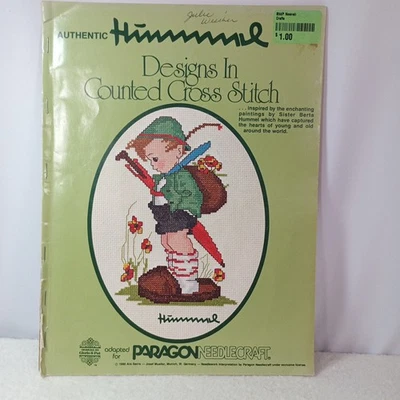 Julie
AUTHENTIC Hummel
$1.00
Designs In
Counted Cross Stitch
... inspired by the enchanting
paintings by Sister Berta
Hummel which have captured
the hearts of young and old
around the world.
Hummel
adapted
for
PARAGON NEEDLECRAFT